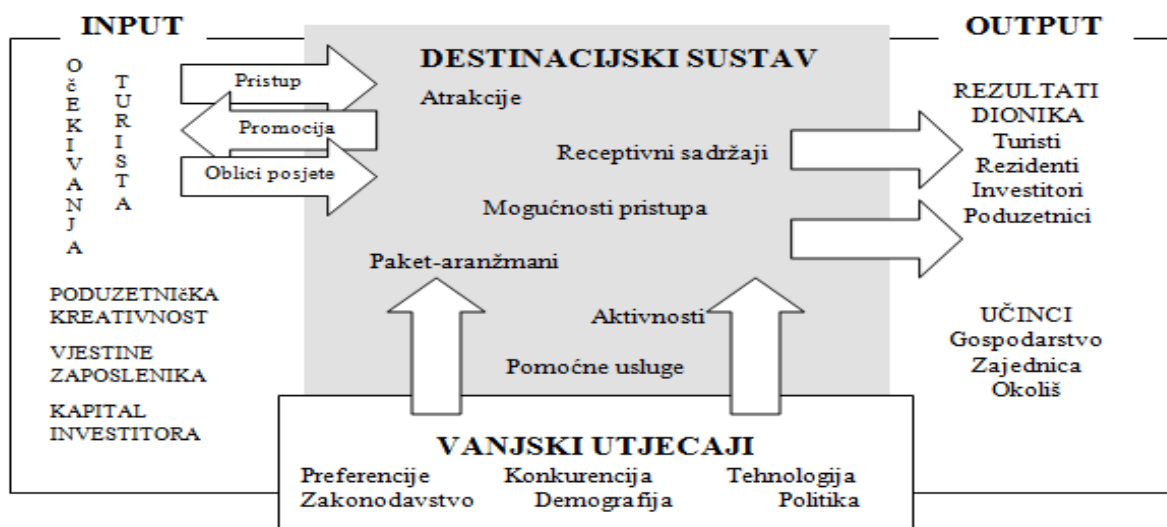 INPUT
OčEKIVANJA
TURISTA
Pristup
Promocija
Oblici posjete
PODUZETNIčKA
KREATIVNOST
VJESTINE
ZAPOSLENIKA
KAPITAL
INVESTITORA
DESTINACIJSKI SUSTAV
Atrakcije
Receptivni sadržaji
Mogućnosti pristupa
Paket-aranžmani
Aktivnosti
Pomoćne usluge
VANJSKI UTJECAJI
Preferencije Konkurencija Tehnologija
Zakonodavstvo Demografija Politika
OUTPUT
REZULTATI
DIONIKA
Turisti
Rezidenti
Investitori
Poduzetnici
UČINCI
Gospodarstvo
Zajednica
Okoliš